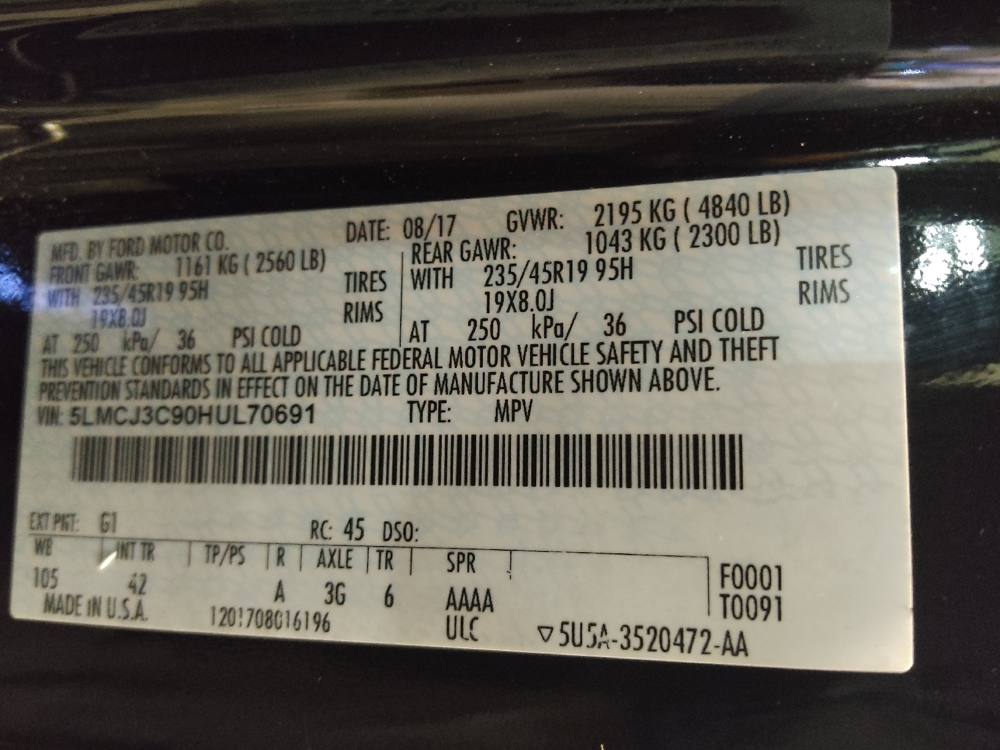 MFD. BY FORD MOTOR CO. DATE: 08/17 GVWR: 2195 KG ( 4840 LB)
FRONT GAWR: 1161 KG ( 2560 LB) REAR GAWR: 1043 KG ( 2300 LB)
WITH 235/45R19 95H TIRES WITH 235/45R19 95H TIRES
19X8.0J RIMS 19X8.0J RIMS
AT 250 kPa/ 36 PSI COLD AT 250 kPa/ 36 PSI COLD
THIS VEHICLE CONFORMS TO ALL APPLICABLE FEDERAL MOTOR VEHICLE SAFETY AND THEFT
PREVENTION STANDARDS IN EFFECT ON THE DATE OF MANUFACTURE SHOWN ABOVE.
VIN: 5LMCJ3C90HUL70691 TYPE: MPV
EXT PNT: G1 RC: 45 DSO:
WB INT TR TP/PS R AXLE TR SPR
105 42 A 3G 6 AAAA F0001
MADE IN U.S.A. 1201708016196 ULC T0091
▽5U5A-3520472-AA